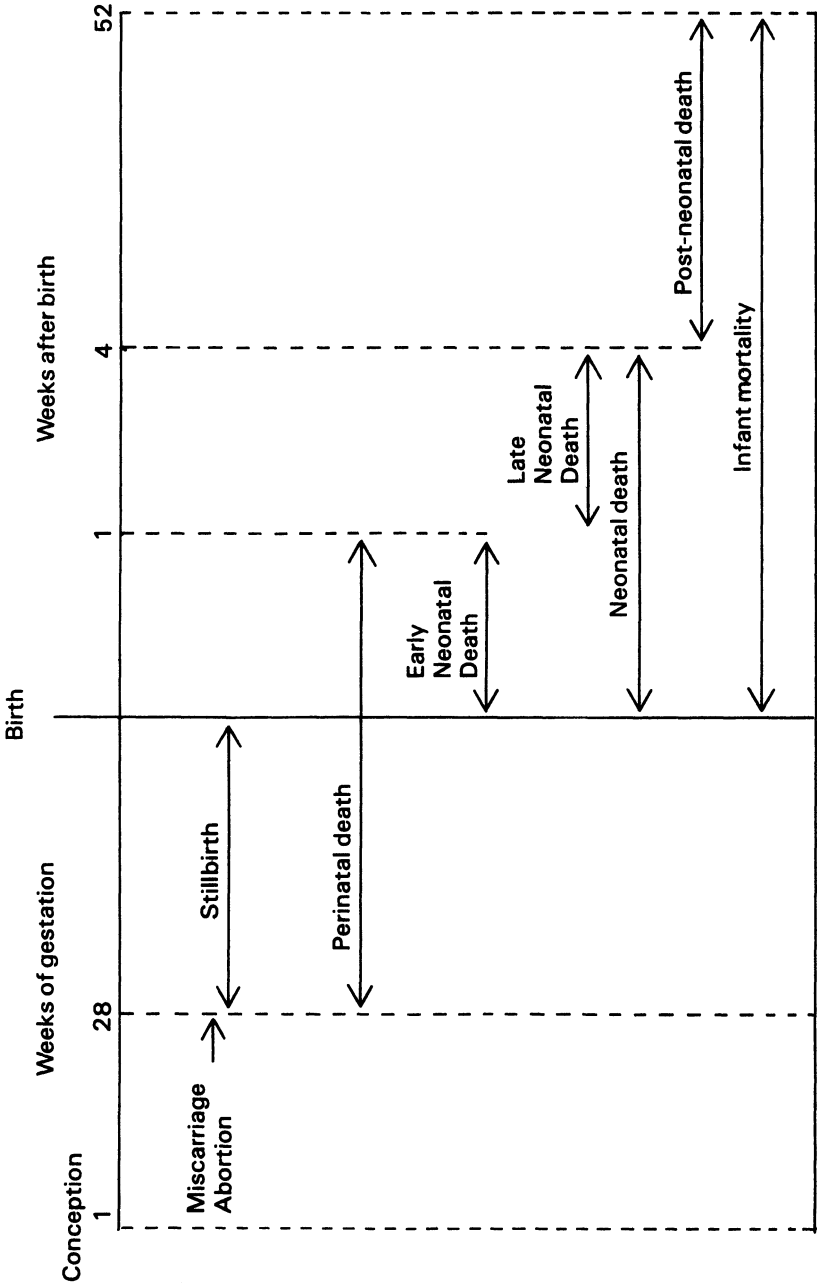 Birth
Conception
Weeks of gestation
Weeks after birth
1
28
1
4
52
Miscarriage
Abortion
Stillbirth
Perinatal death
Early
Neonatal
Death
Late
Neonatal
Death
Neonatal death
Post-neonatal death
Infant mortality